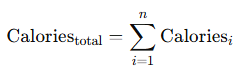 Calories_total = ∑_{i=1}^{n} Calories_i